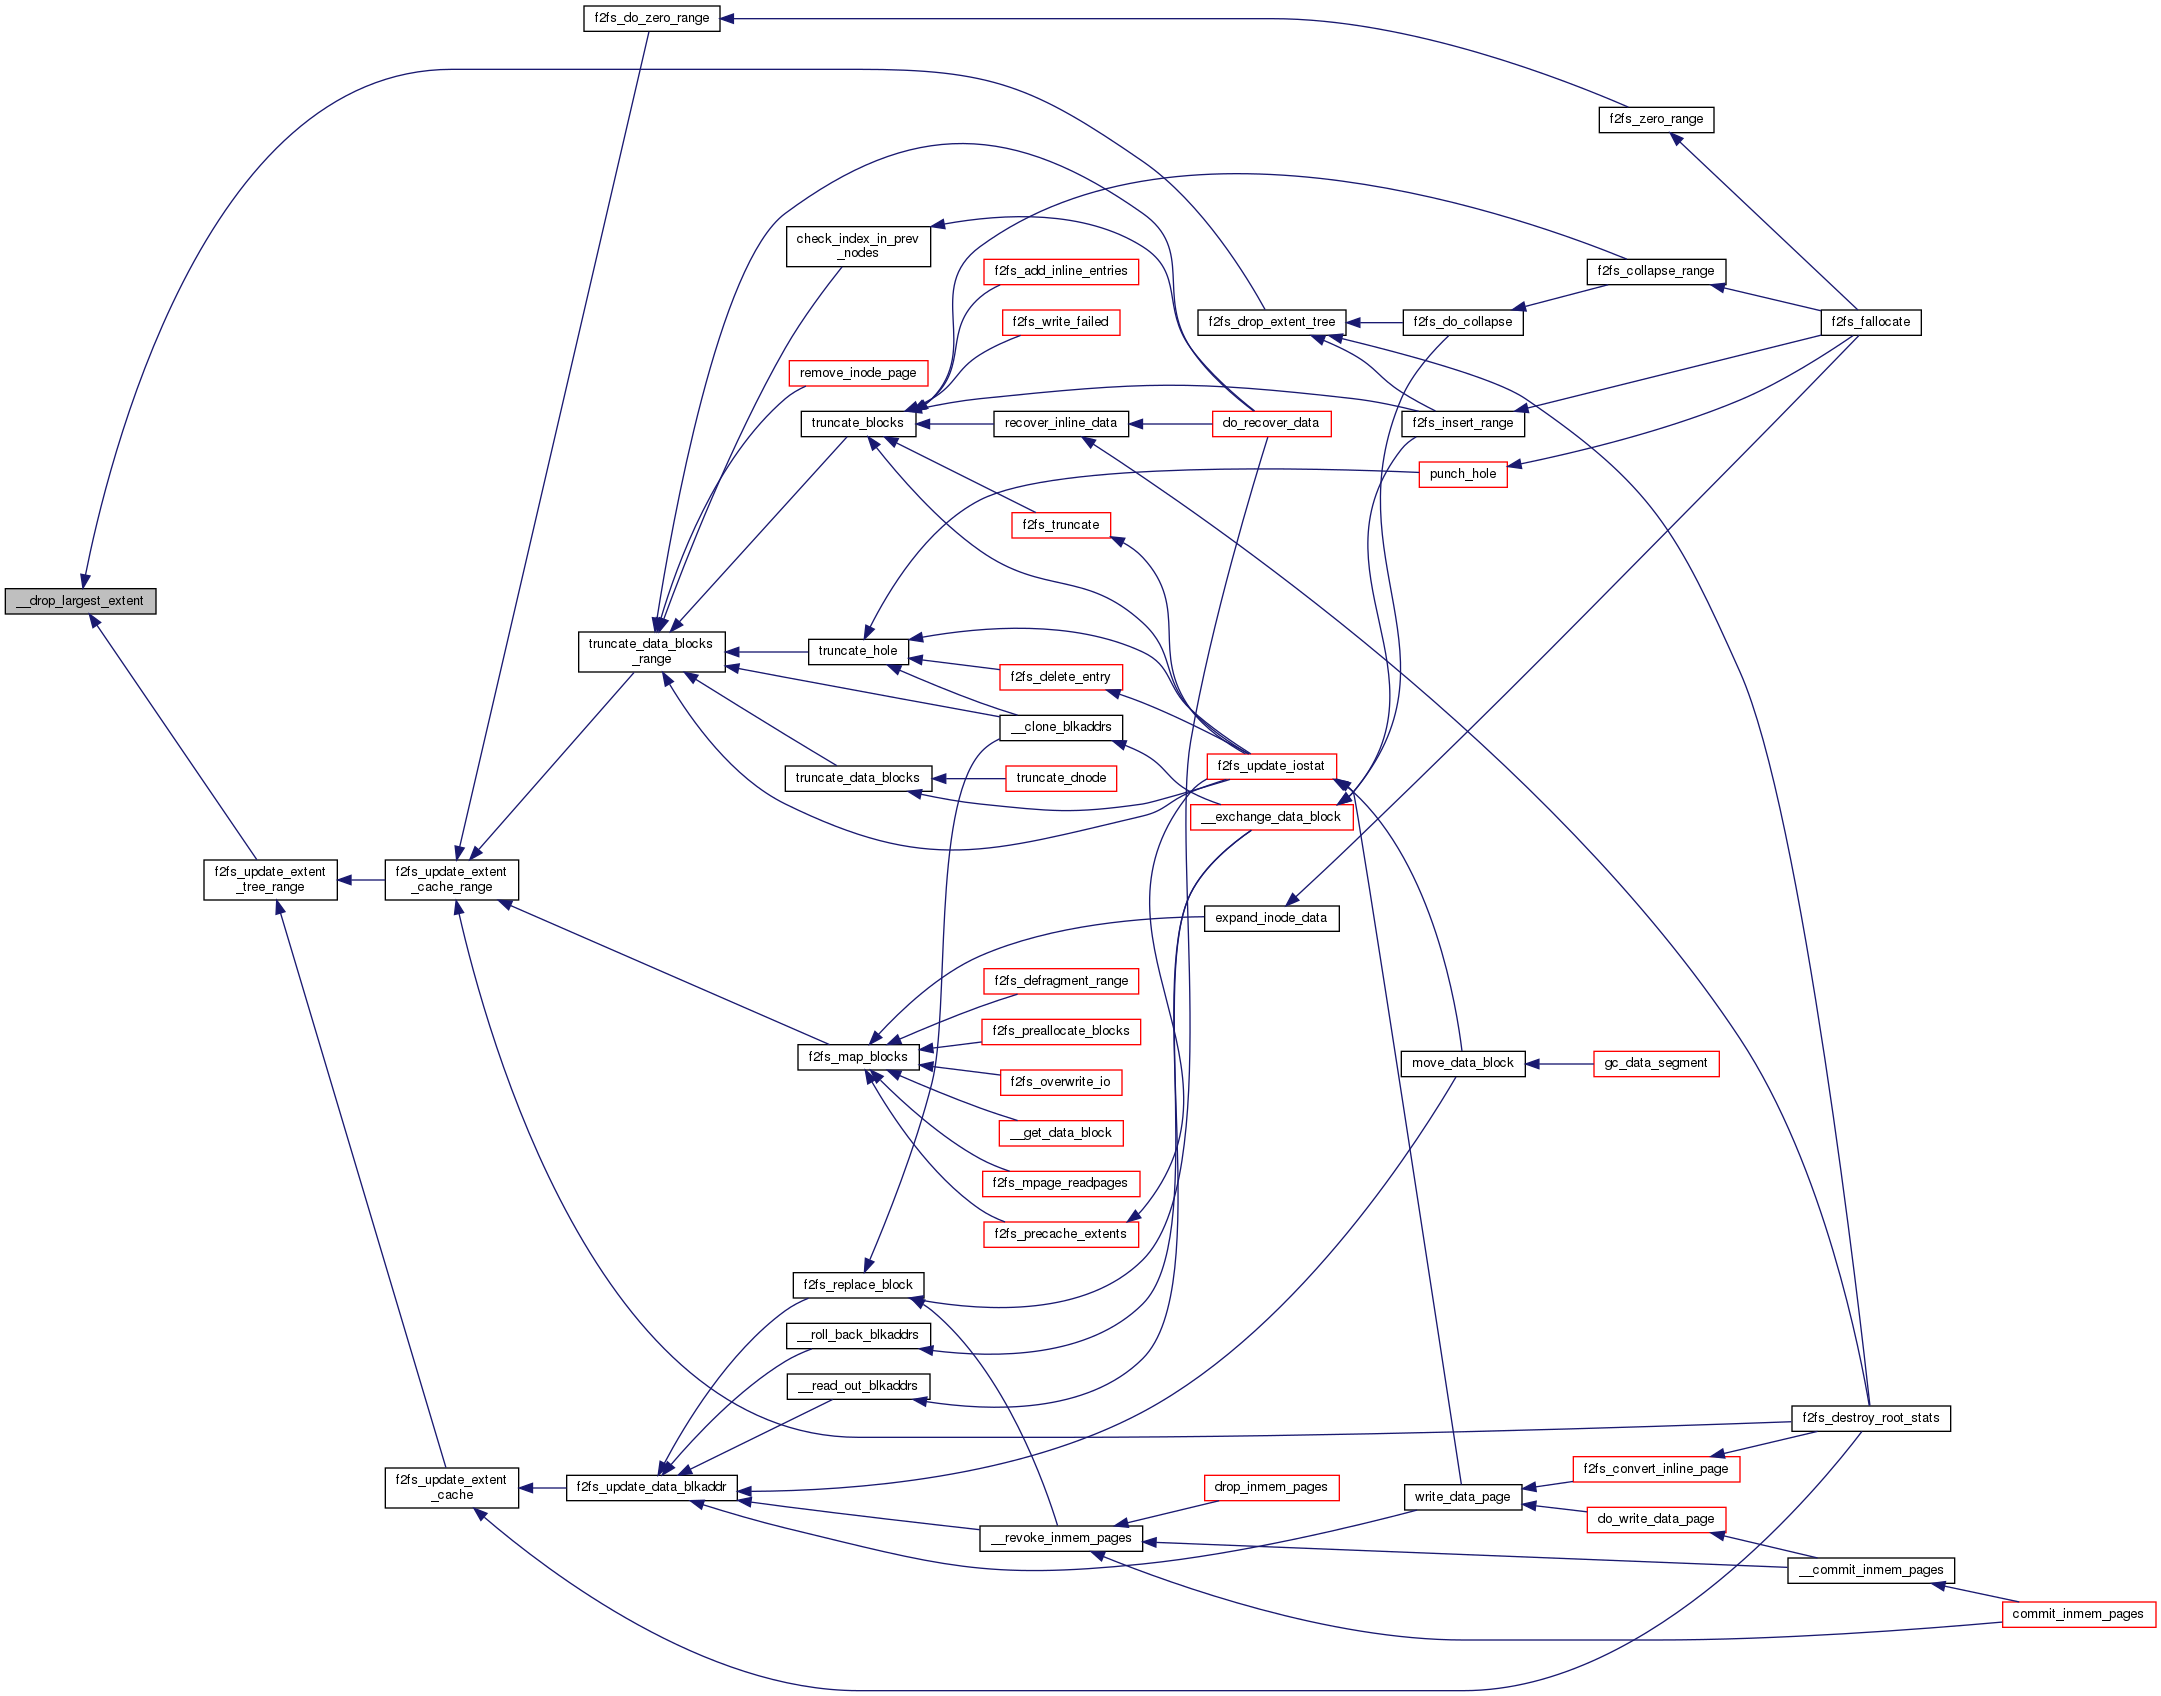 f2fs_do_zero_range
f2fs_zero_range
check_index_in_prev
_nodes
f2fs_add_inline_entries
f2fs_collapse_range
f2fs_write_failed
f2fs_drop_extent_tree
f2fs_do_collapse
f2fs_fallocate
remove_inode_page
truncate_blocks
recover_inline_data
do_recover_data
f2fs_insert_range
punch_hole
f2fs_truncate
__drop_largest_extent
truncate_data_blocks
_range
truncate_hole
f2fs_delete_entry
__clone_blkaddrs
truncate_data_blocks
truncate_dnode
f2fs_update_iostat
__exchange_data_block
f2fs_update_extent
_tree_range
f2fs_update_extent
_cache_range
expand_inode_data
f2fs_defragment_range
f2fs_preallocate_blocks
f2fs_map_blocks
f2fs_overwrite_io
move_data_block
gc_data_segment
__get_data_block
f2fs_mpage_readpages
f2fs_precache_extents
f2fs_replace_block
__roll_back_blkaddrs
__read_out_blkaddrs
f2fs_destroy_root_stats
f2fs_convert_inline_page
f2fs_update_extent
_cache
f2fs_update_data_blkaddr
drop_inmem_pages
write_data_page
do_write_data_page
__revoke_inmem_pages
__commit_inmem_pages
commit_inmem_pages